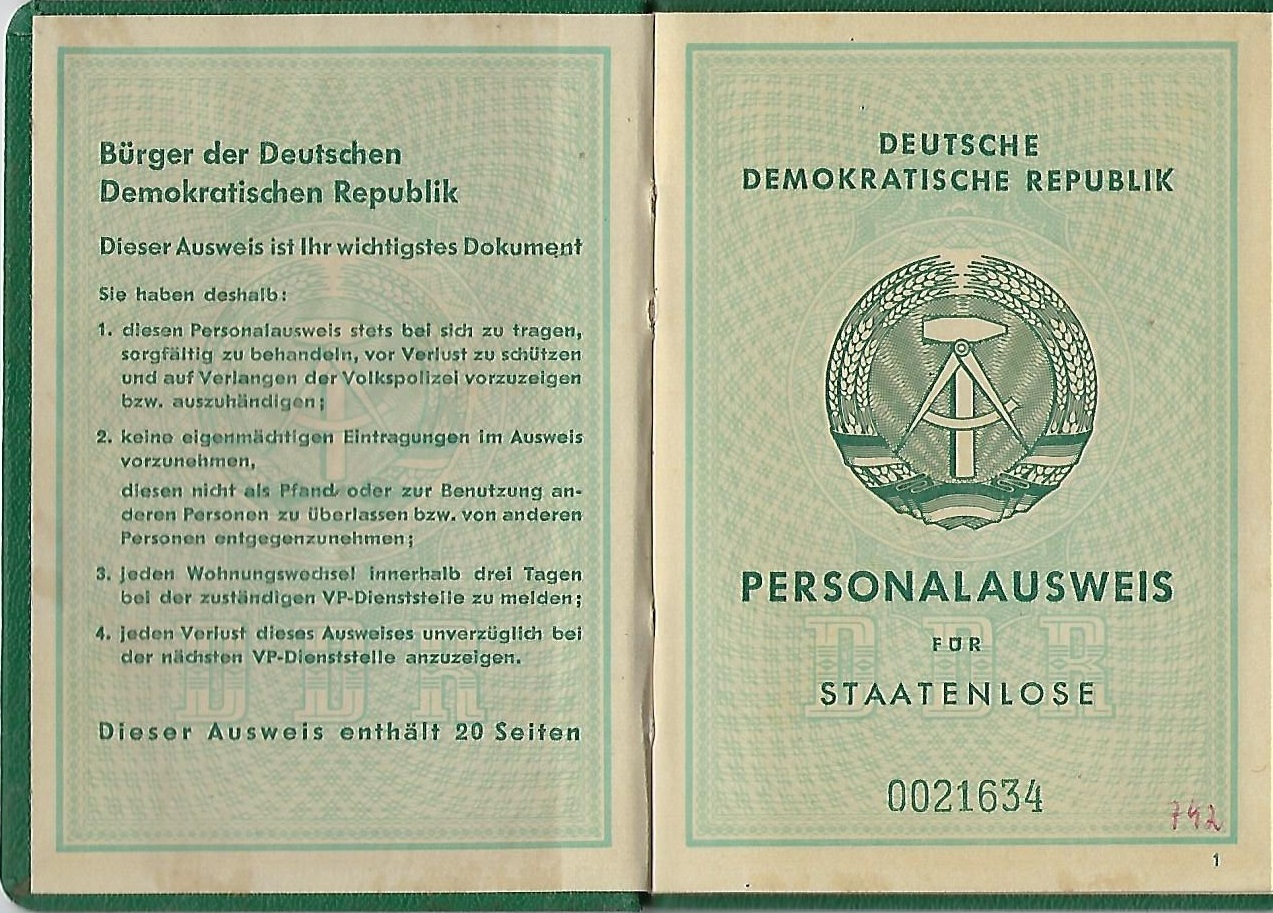 Bürger der Deutschen
Demokratischen Republik
Dieser Ausweis ist Ihr wichtigstes Dokument
Sie haben deshalb:
1. diesen Personalausweis stets bei sich zu tragen,
sorgfältig zu behandeln, vor Verlust zu schützen
und auf Verlangen der Volkspolizei vorzuzeigen
bzw. auszuhändigen;
2. keine eigenmächtigen Eintragungen im Ausweis
vorzunehmen,
diesen nicht als Pfand oder zur Benutzung an-
deren Personen zu überlassen bzw. von anderen
Personen entgegenzunehmen;
3. jeden Wohnungswechsel innerhalb drei Tagen
bei der zuständigen VP-Dienststelle zu melden;
4. jeden Verlust dieses Ausweises unverzüglich bei
der nächsten VP-Dienststelle anzuzeigen.
DDR
Dieser Ausweis enthält 20 Seiten
DEUTSCHE
DEMOKRATISCHE REPUBLIK
PERSONALAUSWEIS
FÜR
DDR
STAATENLOSE
0021634
742
1